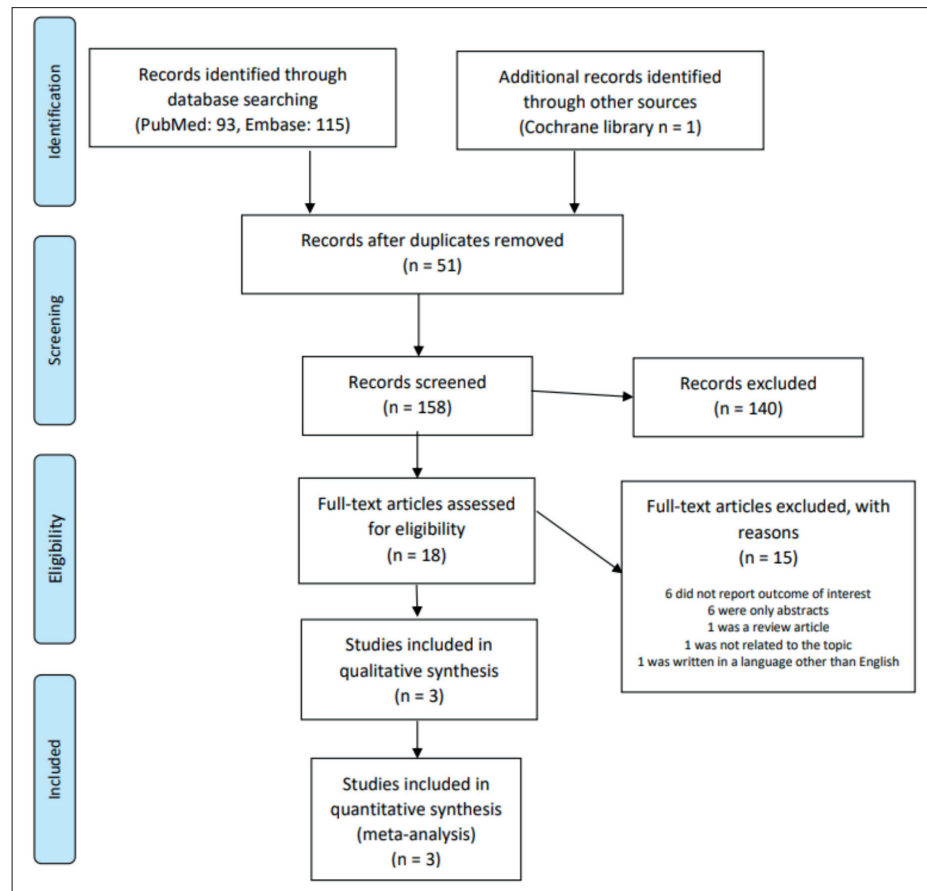 Identification
Records identified through
database searching
(PubMed: 93, Embase: 115)
Additional records identified
through other sources
(Cochrane library n = 1)
Records after duplicates removed
(n = 51)
Screening
Records screened
(n = 158)
Records excluded
(n = 140)
Eligibility
Full-text articles assessed
for eligibility
(n = 18)
Full-text articles excluded, with
reasons
(n = 15)
6 did not report outcome of interest
6 were only abstracts
1 was a review article
1 was not related to the topic
1 was written in a language other than English
Studies included in
qualitative synthesis
(n = 3)
Included
Studies included in
quantitative synthesis
(meta-analysis)
(n = 3)